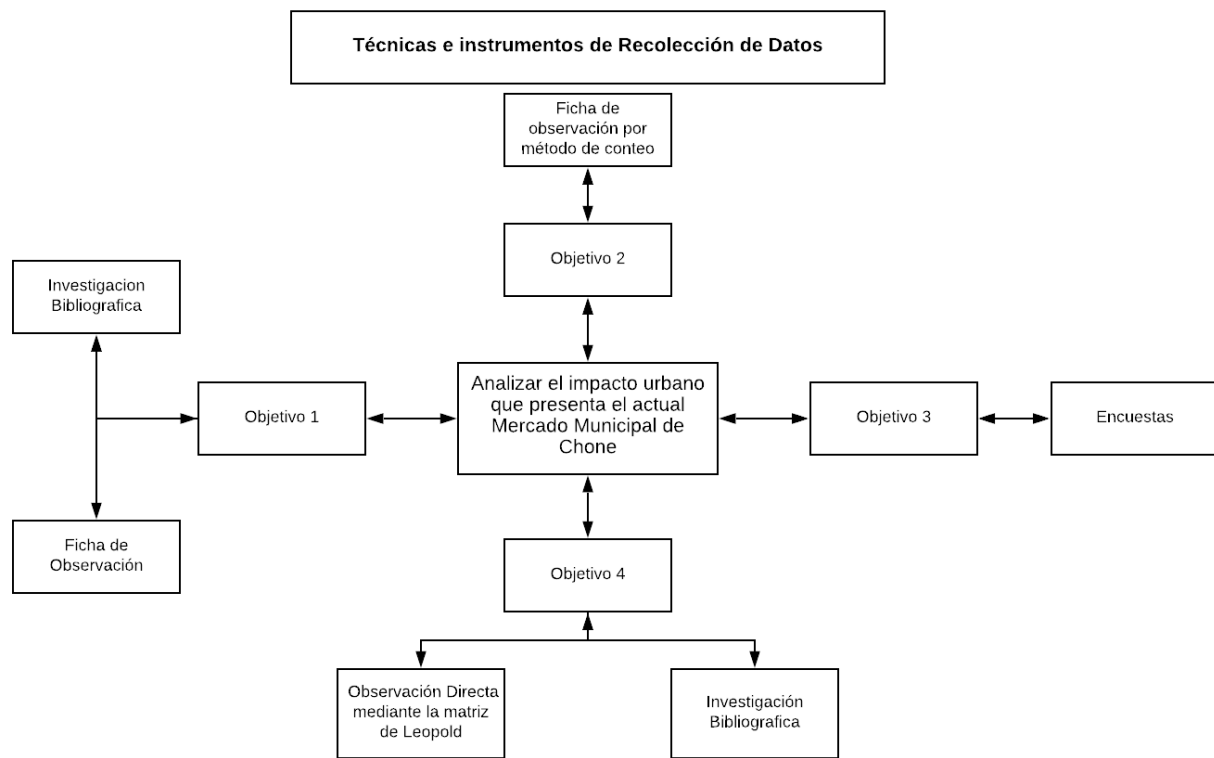 Técnicas e instrumentos de Recolección de Datos
Ficha de
observación por
método de conteo
Objetivo 2
Investigacion
Bibliografica
Objetivo 1
Analizar el impacto urbano
que presenta el actual
Mercado Municipal de
Chone
Objetivo 3
Encuestas
Ficha de
Observación
Objetivo 4
Observación Directa
mediante la matriz
de Leopold
Investigación
Bibliografica